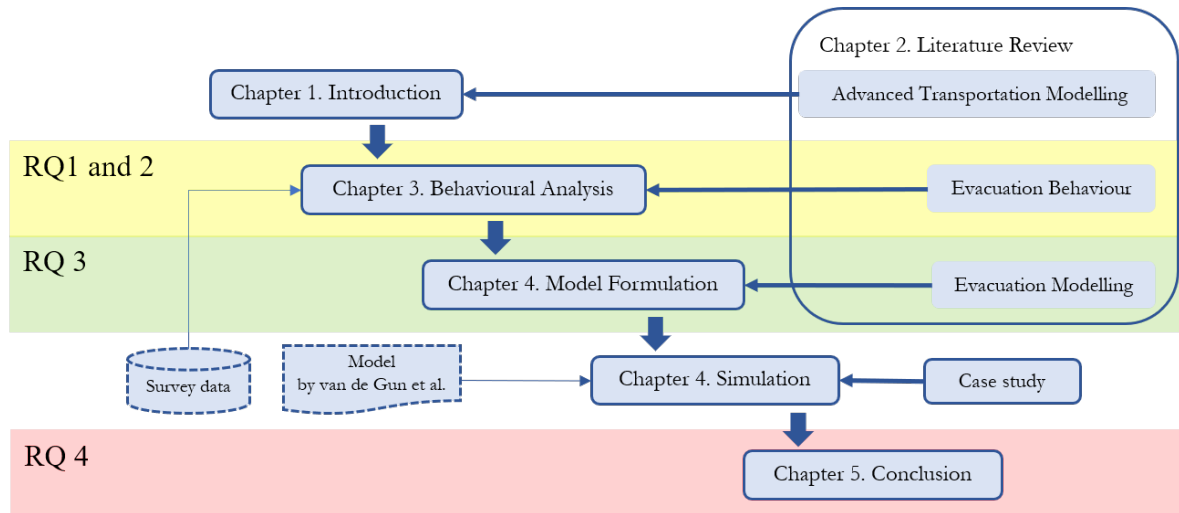 Chapter 2. Literature Review
Chapter 1. Introduction
Advanced Transportation Modelling
RQ1 and 2
Chapter 3. Behavioural Analysis
Evacuation Behaviour
RQ 3
Chapter 4. Model Formulation
Evacuation Modelling
Survey data
Model
by van de Gun et al.
Chapter 4. Simulation
Case study
RQ 4
Chapter 5. Conclusion